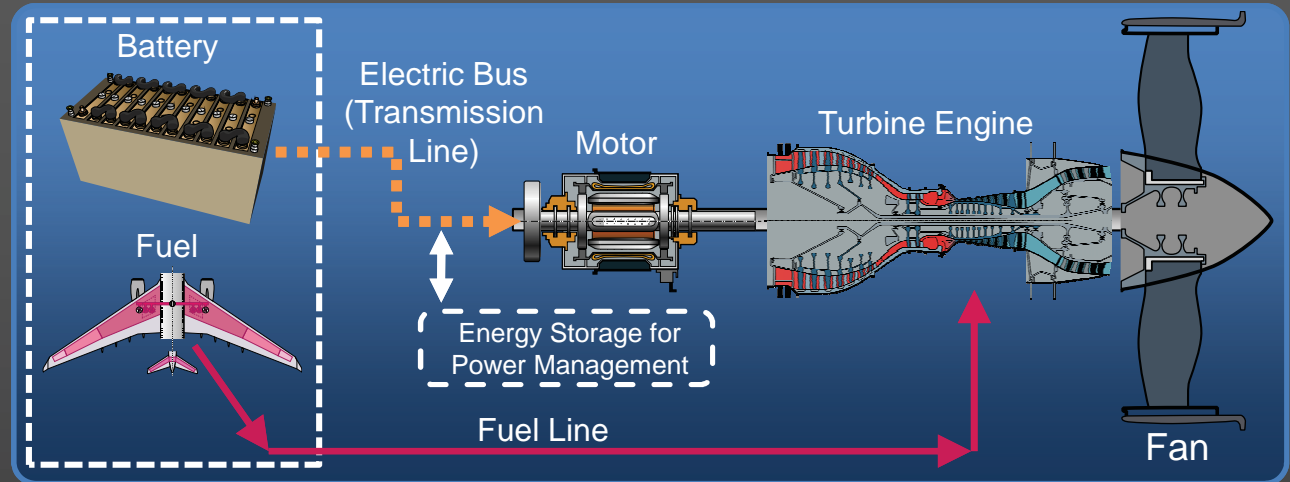 Battery
Electric Bus
(Transmission
Line)
Motor
Turbine Engine
Fuel
Energy Storage for
Power Management
Fuel Line
Fan